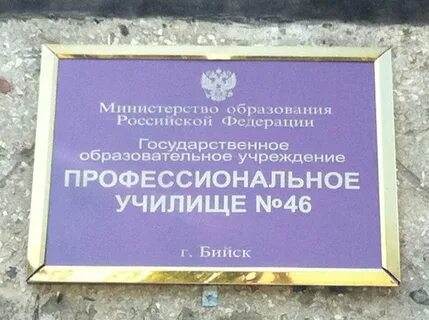 Министерство образования
Российской Федерации
Государственное
образовательное учреждение
ПРОФЕССИОНАЛЬНОЕ
УЧИЛИЩЕ №46
г. Бийск